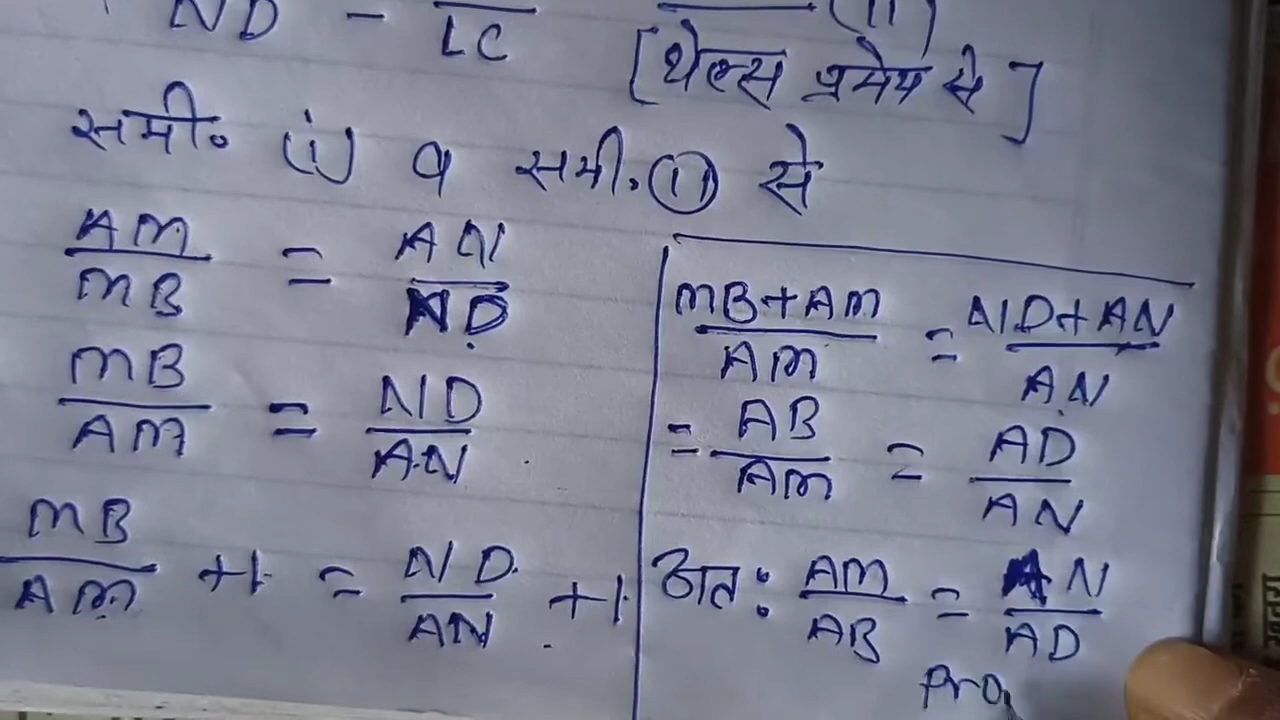 ND = LC (ii)
[थेल्स प्रमेय से]
समी॰ (i) व समी.(ii) से
AM/MB = AN/ND
MB/AM = ND/AN
MB/AM +1 = ND/AN +1
MB+AM/AM = ND+AN/AN
= AB/AM = AD/AN
अत: AM/AB = AN/AD